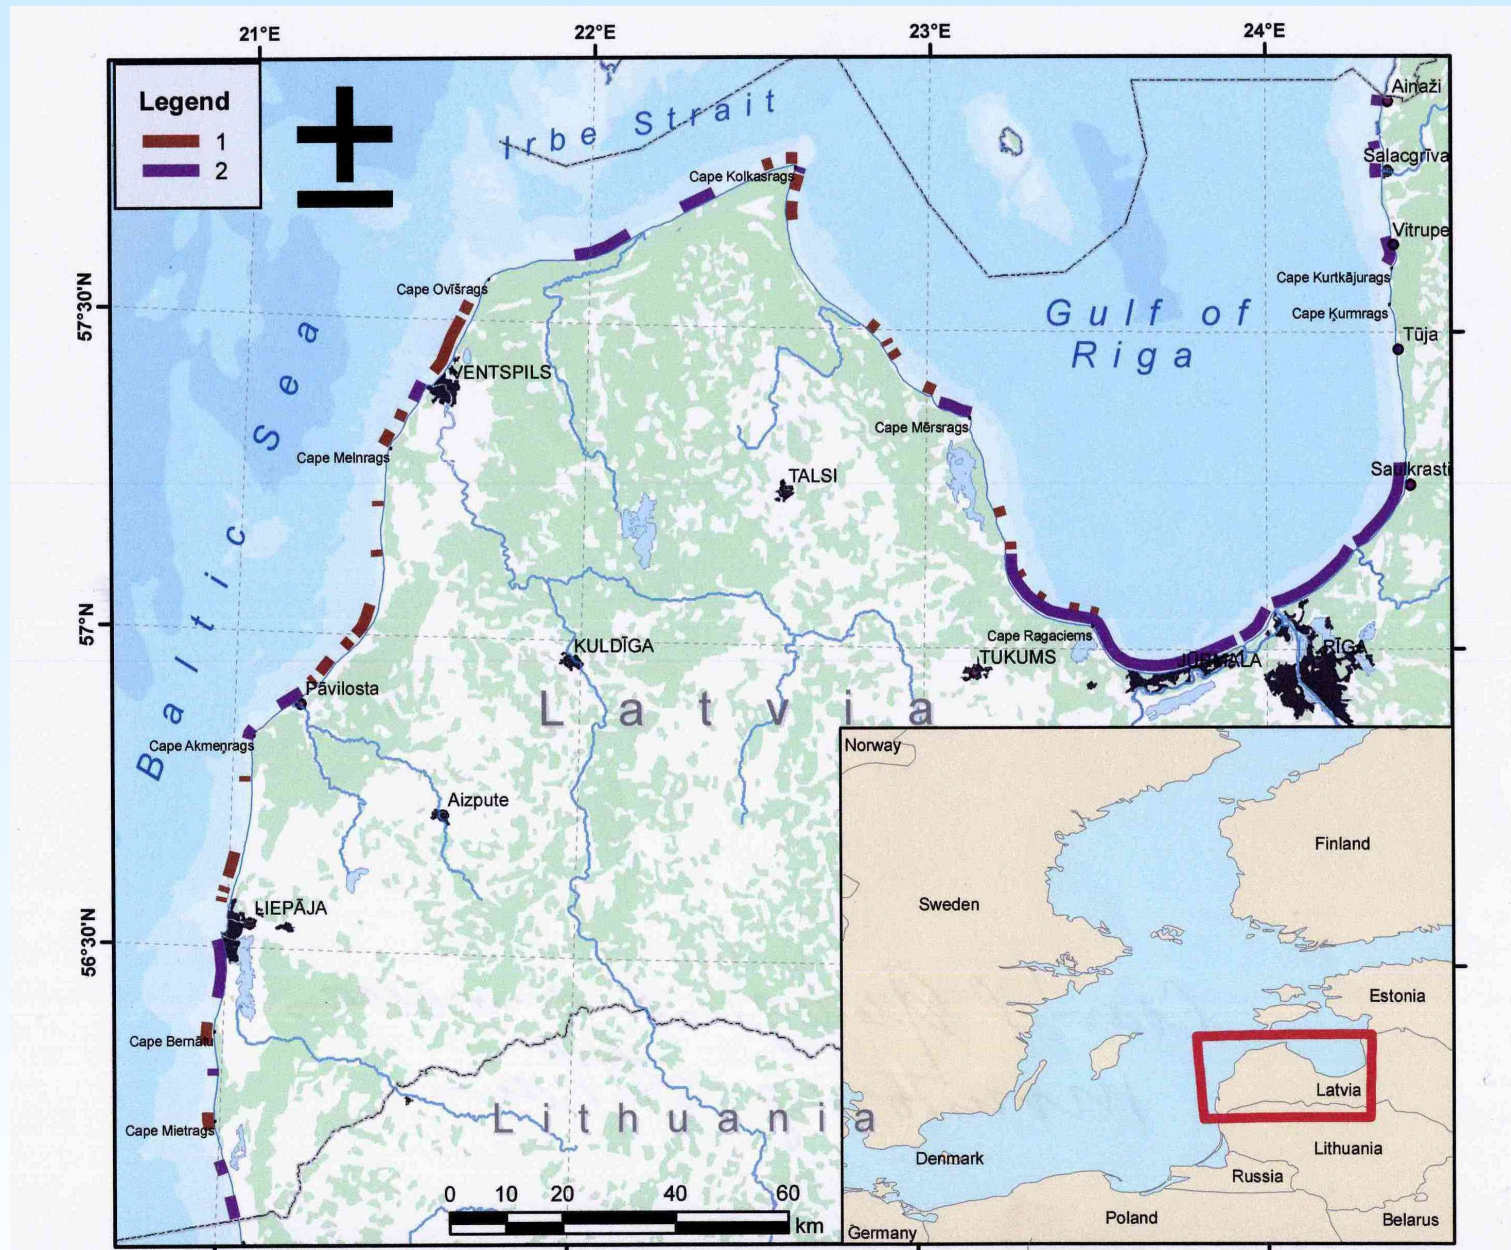 21°E
22°E
23°E
24°E
Legend
1
2
Irbe Strait
Ainaži
Salacgrīva
Cape Kolkasrags
Vitrupe
Cape Kurtkājurags
Cape Ovīšrags
57°30'N
Cape Ķurmrags
Gulf of
Riga
Tūja
VENTSPILS
Baltic Sea
Cape Mērsrags
Cape Melnrags
TALSI
Saulkrasti
57°N
Cape Ragaciems
KULDĪGA
TUKUMS
JŪRMALA
RĪGA
Pāvilosta
Latvia
Cape Akmeņrags
Aizpute
LIEPĀJA
56°30'N
Cape Bernātu
Cape Mietrags
Lithuania
0 10 20 40 60
km
Norway
Finland
Sweden
Estonia
Latvia
Lithuania
Denmark
Russia
Poland
Belarus
Germany